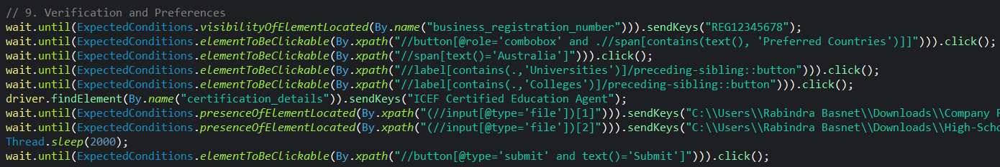 // 9. Verification and Preferences
wait.until(ExpectedConditions.visibilityOfElementLocated(By.name("business_registration_number"))).sendKeys("REG12345678");
wait.until(ExpectedConditions.elementToBeClickable(By.xpath("//button[@role='combobox' and .//span[contains(text(), 'Preferred Countries')]]"))).click();
wait.until(ExpectedConditions.elementToBeClickable(By.xpath("//span[text()='Australia']"))).click();
wait.until(ExpectedConditions.elementToBeClickable(By.xpath("//label[contains(.,'Universities')]/preceding-sibling::button"))).click();
wait.until(ExpectedConditions.elementToBeClickable(By.xpath("//label[contains(.,'Colleges')]/preceding-sibling::button"))).click();
driver.findElement(By.name("certification_details")).sendKeys("ICEF Certified Education Agent");
wait.until(ExpectedConditions.presenceOfElementLocated(By.xpath("(//input[@type='file'])[1]"))).sendKeys("C:\\Users\\Rabindra Basnet\\Downloads\\Company
wait.until(ExpectedConditions.presenceOfElementLocated(By.xpath("(//input[@type='file'])[2]"))).sendKeys("C:\\Users\\Rabindra Basnet\\Downloads\\High-Scho
Thread.sleep(2000);
wait.until(ExpectedConditions.elementToBeClickable(By.xpath("//button[@type='submit' and text()='Submit']"))).click();